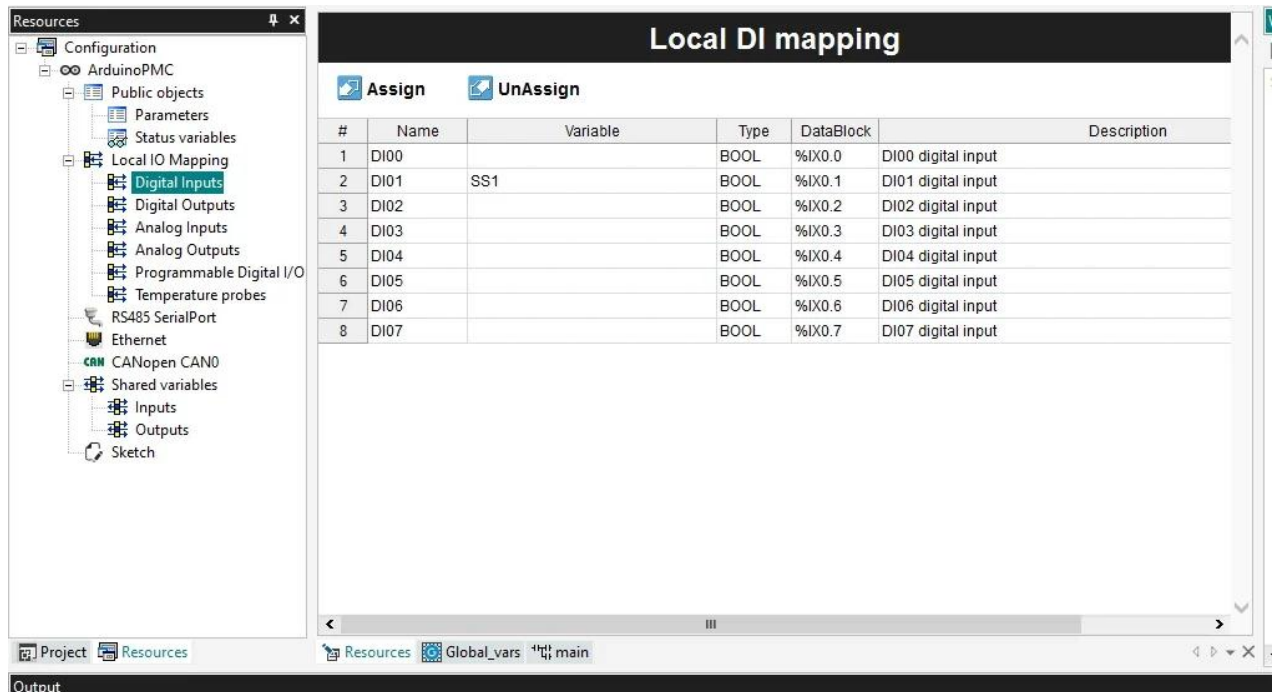 Resources
Configuration
ArduinoPMC
Public objects
Parameters
Status variables
Local IO Mapping
Digital Inputs
Digital Outputs
Analog Inputs
Analog Outputs
Programmable Digital I/O
Temperature probes
RS485 SerialPort
Ethernet
CAN CANopen CAN0
Shared variables
Inputs
Outputs
Sketch
Project Resources
Local DI mapping
Assign UnAssign
# Name Variable Type DataBlock Description
1 DI00 BOOL %IX0.0 DI00 digital input
2 DI01 SS1 BOOL %IX0.1 DI01 digital input
3 DI02 BOOL %IX0.2 DI02 digital input
4 DI03 BOOL %IX0.3 DI03 digital input
5 DI04 BOOL %IX0.4 DI04 digital input
6 DI05 BOOL %IX0.5 DI05 digital input
7 DI06 BOOL %IX0.6 DI06 digital input
8 DI07 BOOL %IX0.7 DI07 digital input
Resources Global_vars main
Output